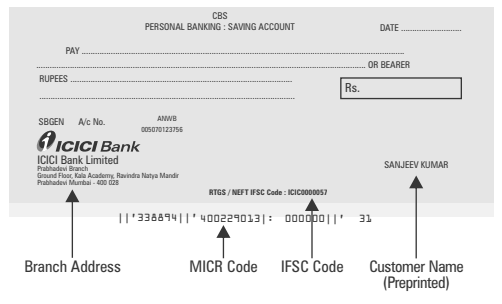 CBS
PERSONAL BANKING : SAVING ACCOUNT
DATE ...........................
PAY ................................................................
................................................................ OR BEARER
RUPEES ................................................................
Rs.
................................................................
SBGEN A/c No. ANWB
005070123756
ICICI Bank
ICICI Bank Limited
Prabhadevi Branch
Ground Floor, Kala Academy, Ravindra Natya Mandir
Prabhadevi Mumbai - 400 028
SANJEEV KUMAR
RTGS / NEFT IFSC Code : ICIC0000057
||'338894||'400229013|: 000000||' 31
Branch Address MICR Code IFSC Code Customer Name
(Preprinted)